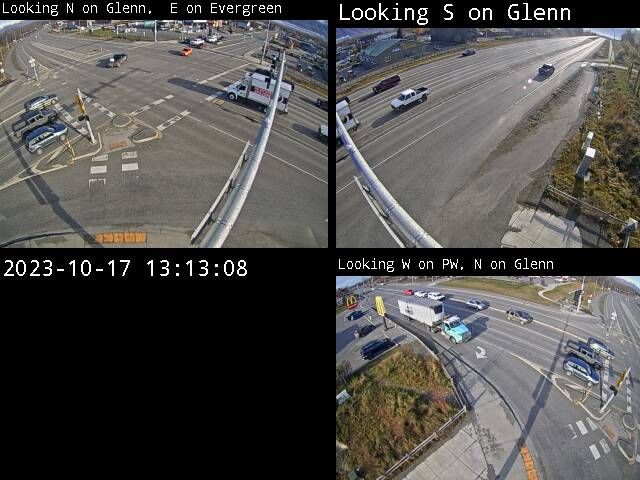 Looking N on Glenn,  E on Evergreen
Looking S on Glenn
2023-10-17 13:13:08
Looking W on PW, N on Glenn